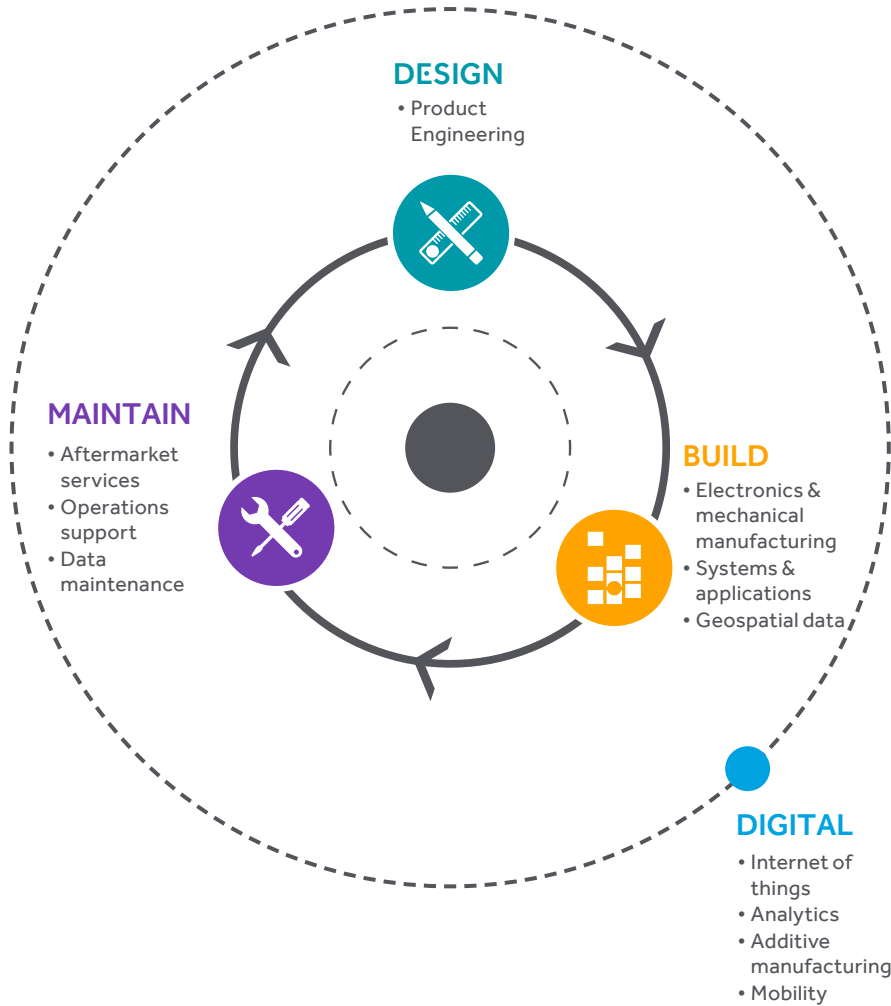 DESIGN
• Product
Engineering
MAINTAIN
• Aftermarket
services
• Operations
support
• Data
maintenance
BUILD
• Electronics &
mechanical
manufacturing
• Systems &
applications
• Geospatial data
DIGITAL
• Internet of
things
• Analytics
• Additive
manufacturing
• Mobility